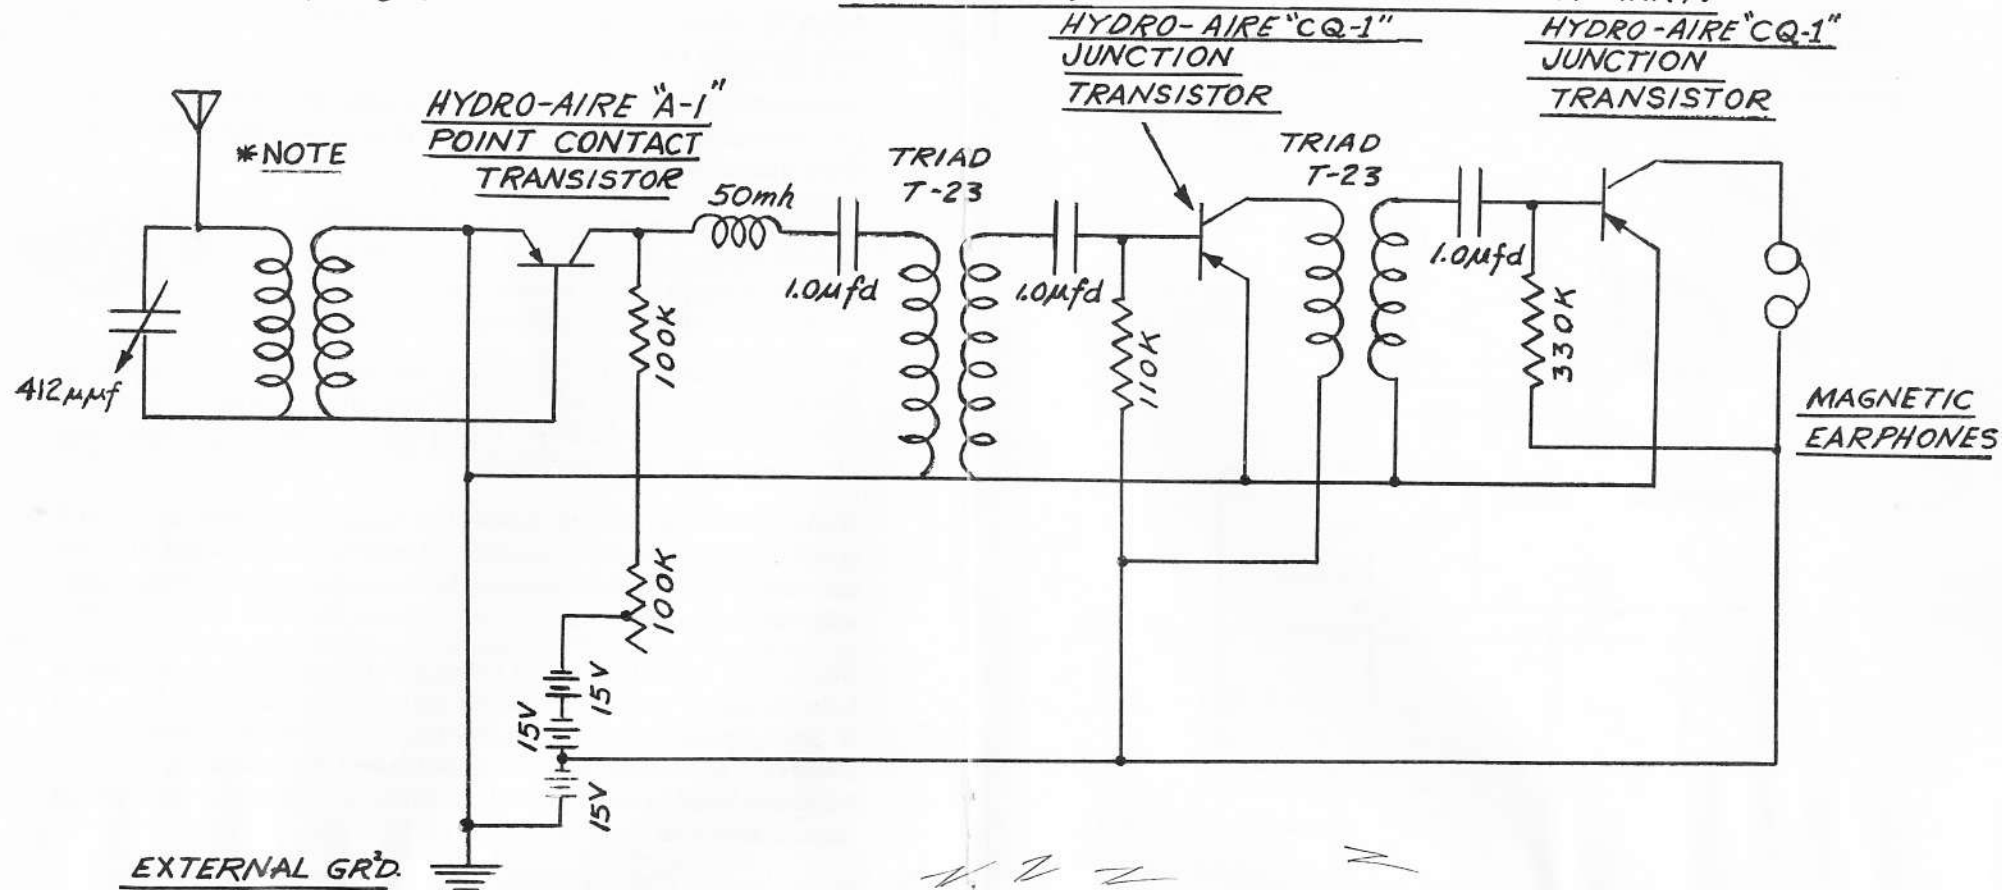 HYDRO-AIRE "CQ-1"
JUNCTION
TRANSISTOR
HYDRO-AIRE "CQ-1"
JUNCTION
TRANSISTOR
HYDRO-AIRE "A-1"
POINT CONTACT
TRANSISTOR
*NOTE
412µµf
50mh
1.0µfd
TRIAD
T-23
1.0µfd
TRIAD
T-23
1.0µfd
100K
110K
330K
MAGNETIC
EARPHONES
100K
15V
15V
15V
EXTERNAL GR'D.